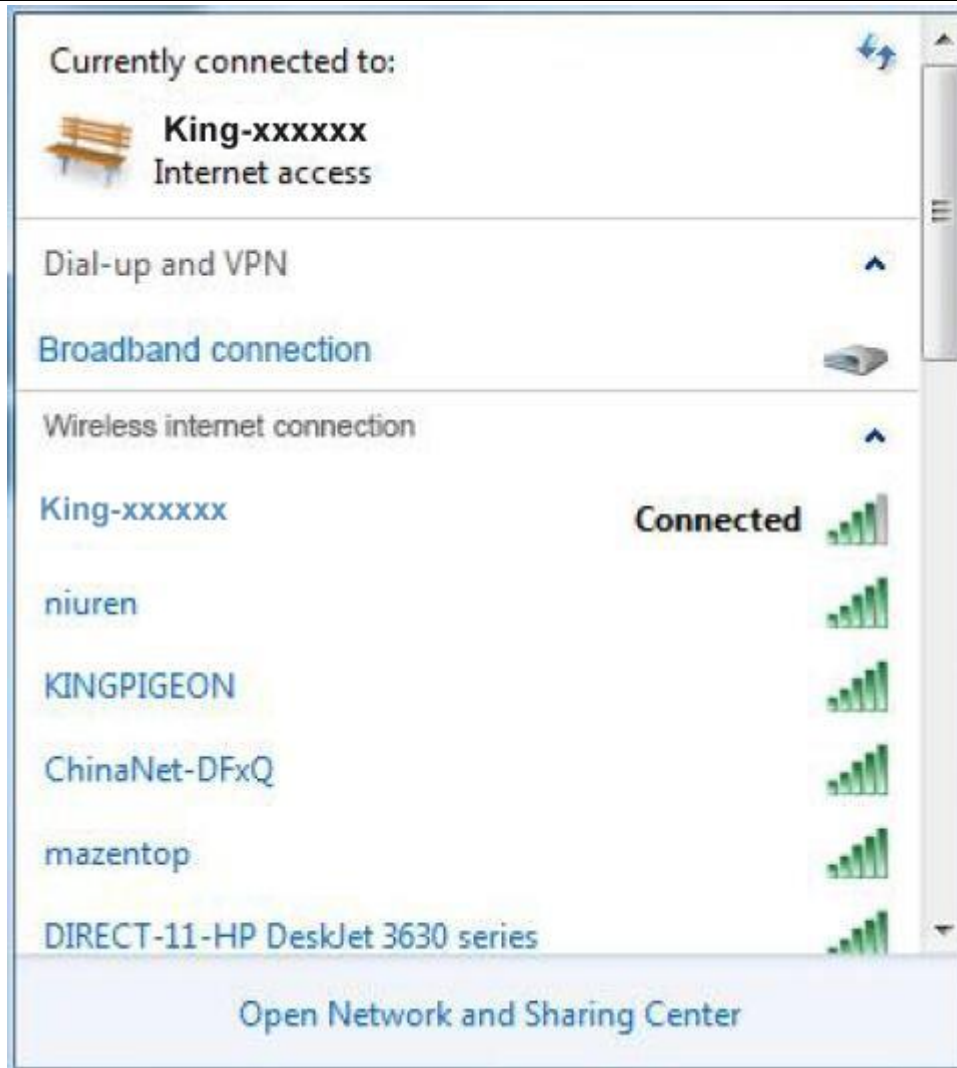 Currently connected to:
King-xxxxxx
Internet access
Dial-up and VPN
Broadband connection
Wireless internet connection
King-xxxxxx Connected
niuren
KINGPIGEON
ChinaNet-DFxQ
mazentop
DIRECT-11-HP DeskJet 3630 series
Open Network and Sharing Center